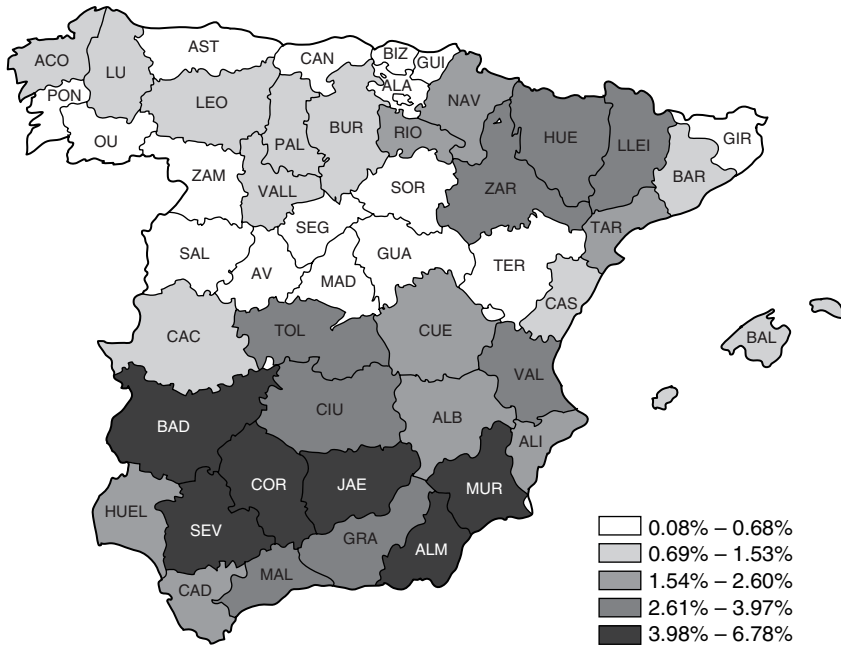 ACO
LU
AST
CAN
BIZ
GUI
PON
OU
LEO
PAL
BUR
ALA
NAV
RIO
HUE
LLEI
GIR
BAR
ZAM
VALL
SOR
ZAR
TAR
SAL
AV
SEG
MAD
GUA
TER
CAS
CAC
TOL
CUE
VAL
BAL
BAD
CIU
ALB
ALI
HUEL
SEV
COR
JAE
MUR
CAD
MAL
GRA
ALM
0.08% – 0.68%
0.69% – 1.53%
1.54% – 2.60%
2.61% – 3.97%
3.98% – 6.78%